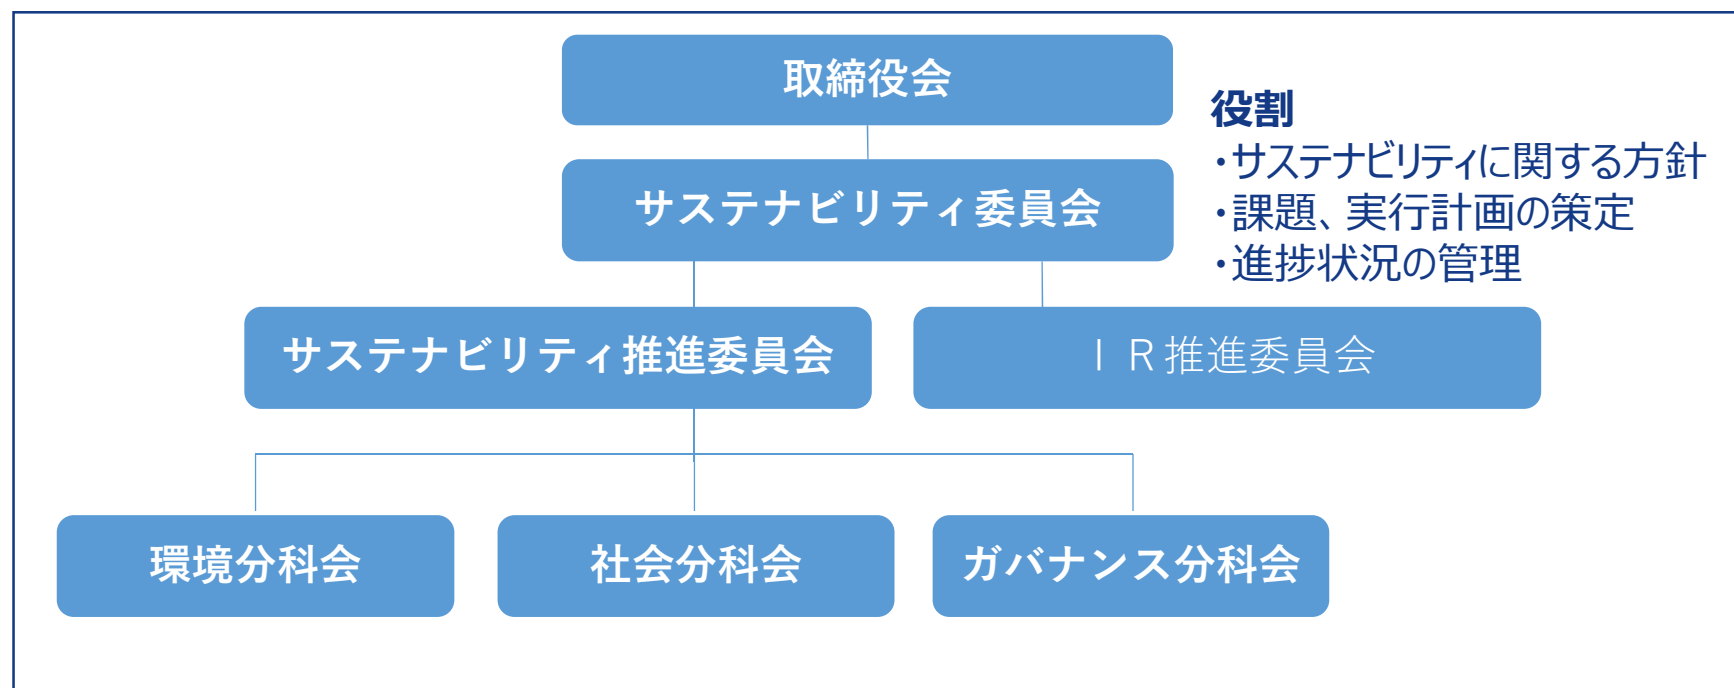 取締役会
役割
・サステナビリティに関する方針
・課題、実行計画の策定
・進捗状況の管理
サステナビリティ委員会
サステナビリティ推進委員会
ＩＲ推進委員会
環境分科会
社会分科会
ガバナンス分科会